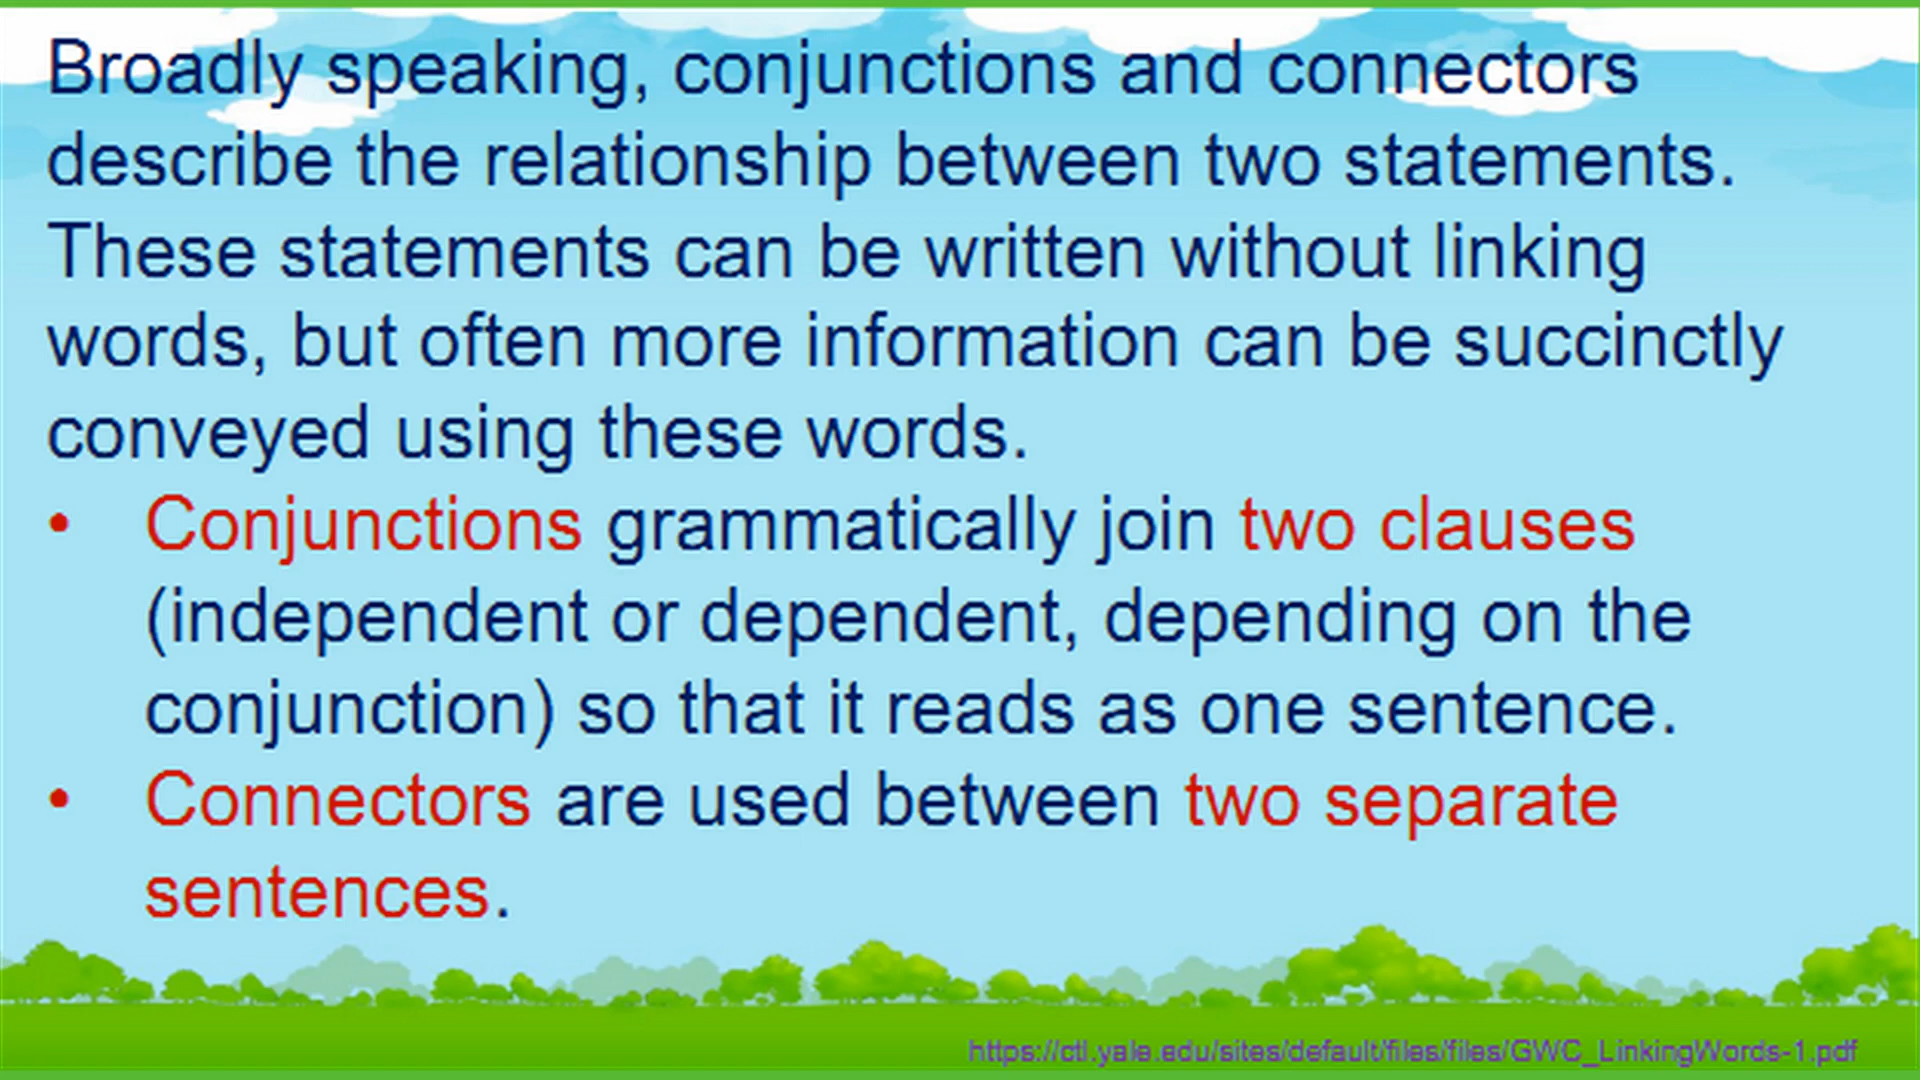 Broadly speaking, conjunctions and connectors
describe the relationship between two statements.
These statements can be written without linking
words, but often more information can be succinctly
conveyed using these words.
• Conjunctions grammatically join two clauses
(independent or dependent, depending on the
conjunction) so that it reads as one sentence.
• Connectors are used between two separate
sentences.
https://ctl.yale.edu/sites/default/files/files/GWC_LinkingWords-1.pdf